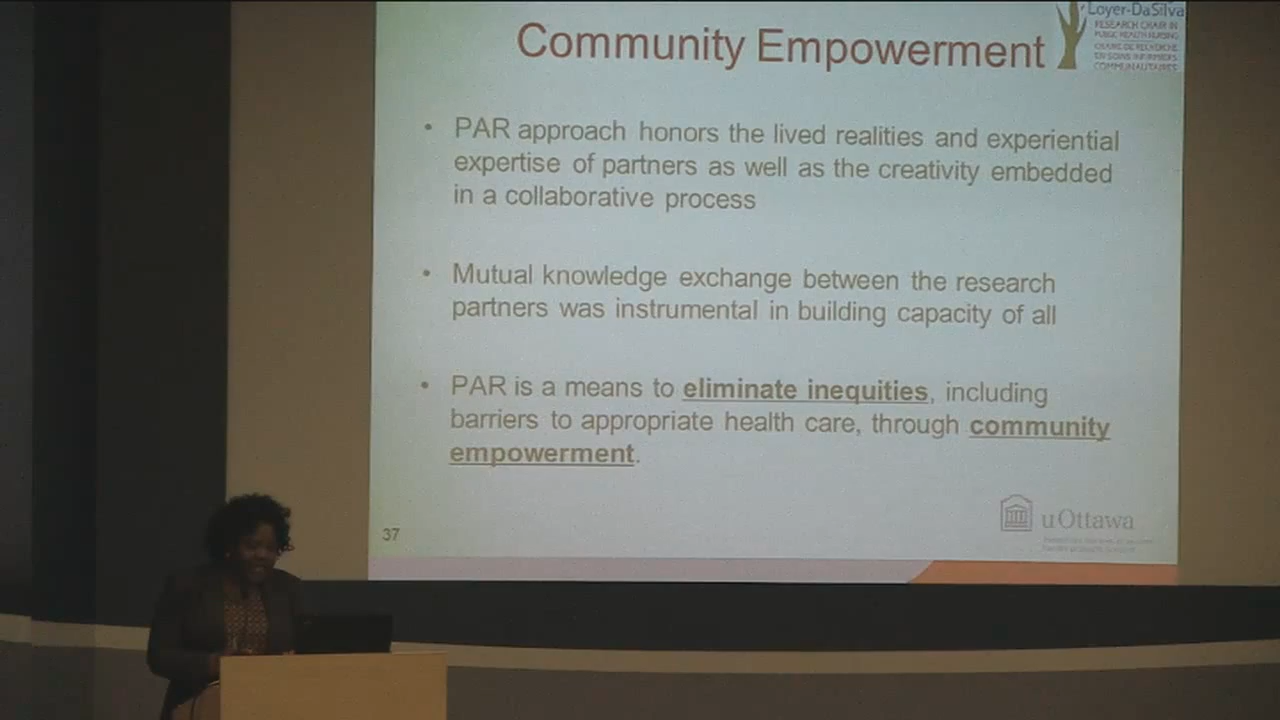 Loyer-DaSilva
RESEARCH CHAIR IN
PUBLIC HEALTH NURSING
CHAIRE DE RECHERCHE
EN SOINS INFIRMIERS
COMMUNAUTAIRES
Community Empowerment
• PAR approach honors the lived realities and experiential
expertise of partners as well as the creativity embedded
in a collaborative process
• Mutual knowledge exchange between the research
partners was instrumental in building capacity of all
• PAR is a means to eliminate inequities, including
barriers to appropriate health care, through community
empowerment.
uOttawa
37